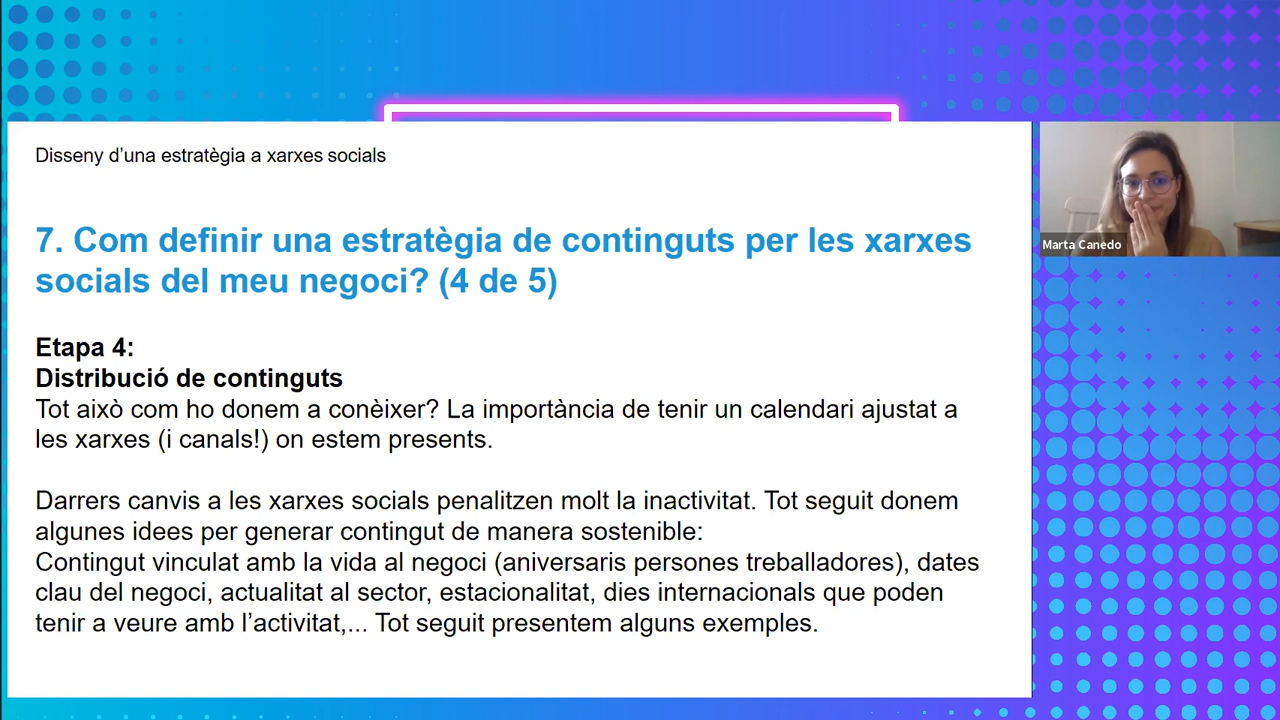 Disseny d’una estratègia a xarxes socials
7. Com definir una estratègia de continguts per les xarxes
socials del meu negoci? (4 de 5)
Etapa 4:
Distribució de continguts
Tot això com ho donem a conèixer? La importància de tenir un calendari ajustat a
les xarxes (i canals!) on estem presents.
Darrers canvis a les xarxes socials penalitzen molt la inactivitat. Tot seguit donem
algunes idees per generar contingut de manera sostenible:
Contingut vinculat amb la vida al negoci (aniversaris persones treballadores), dates
clau del negoci, actualitat al sector, estacionalitat, dies internacionals que poden
tenir a veure amb l’activitat,... Tot seguit presentem alguns exemples.
Marta Canedo